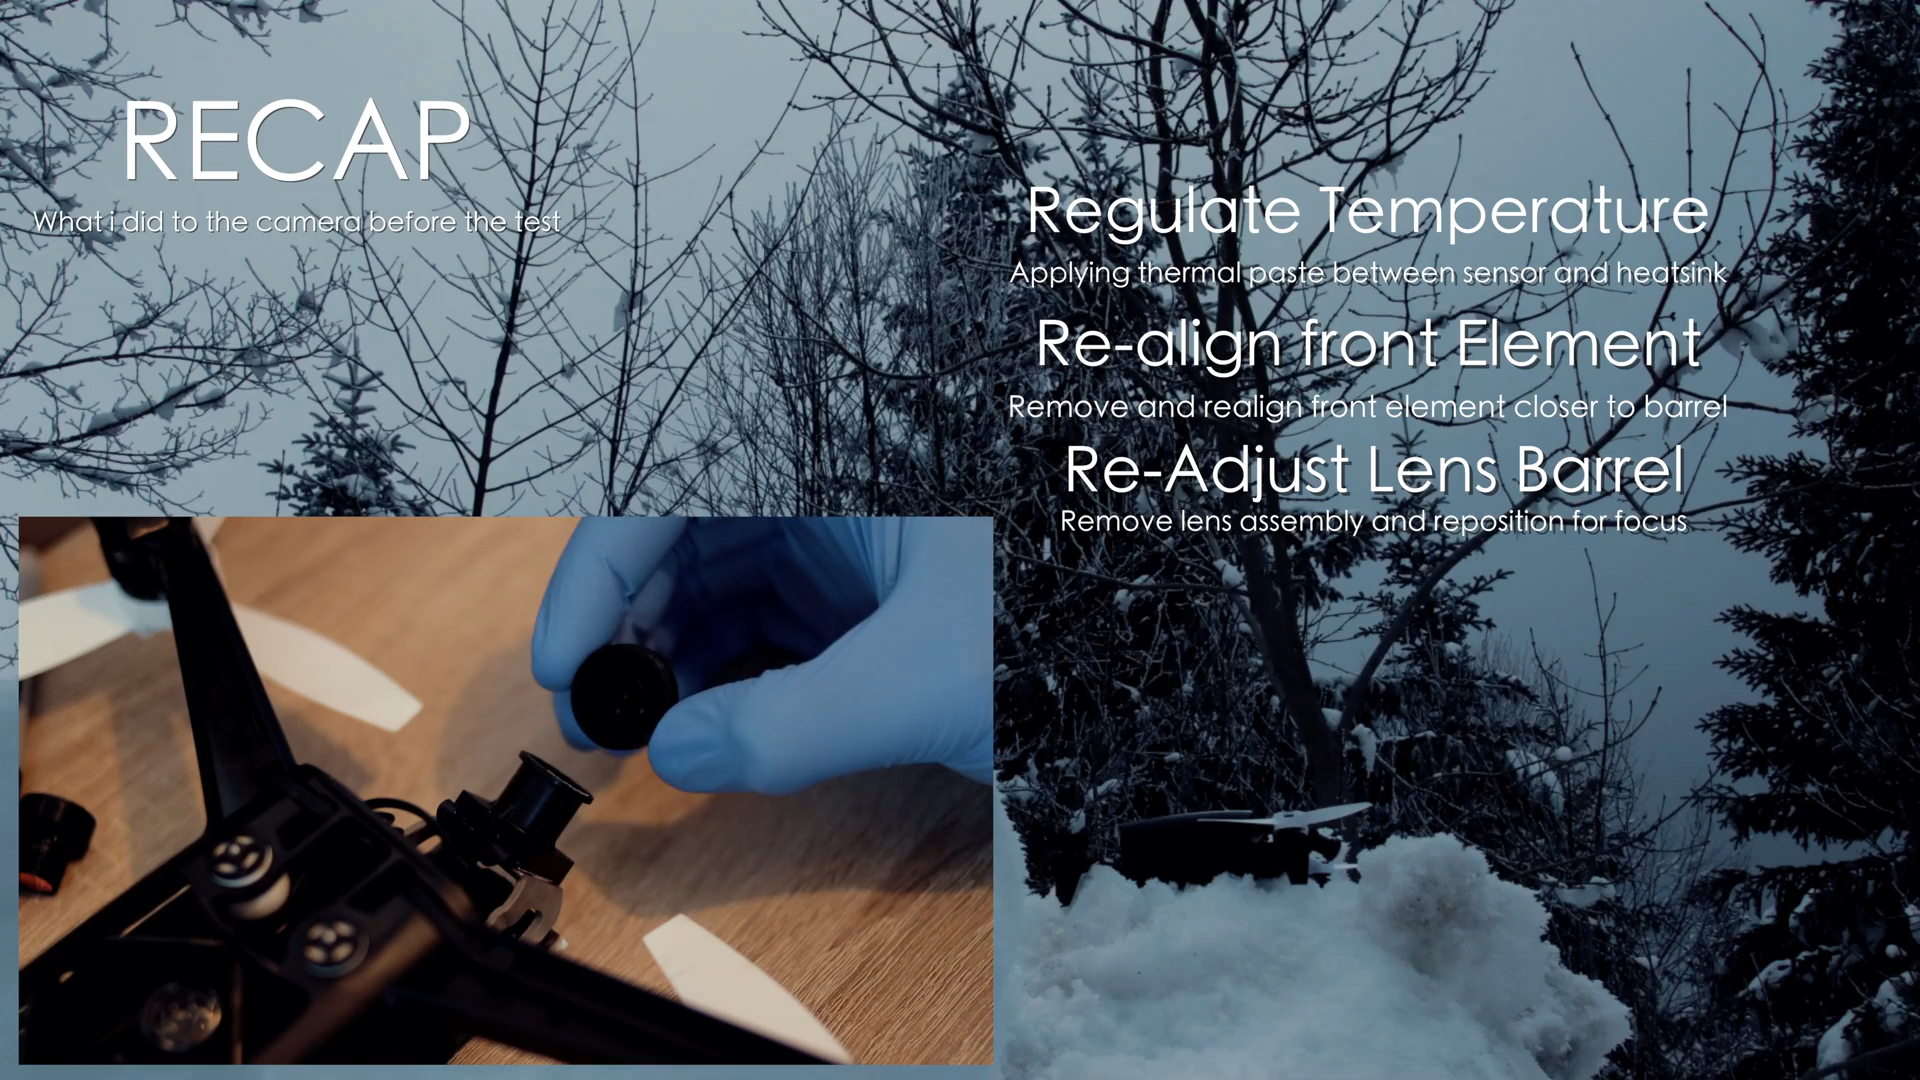 RECAP
What i did to the camera before the test
Regulate Temperature
Applying thermal paste between sensor and heatsink
Re-align front Element
Remove and realign front element closer to barrel
Re-Adjust Lens Barrel
Remove lens assembly and reposition for focus